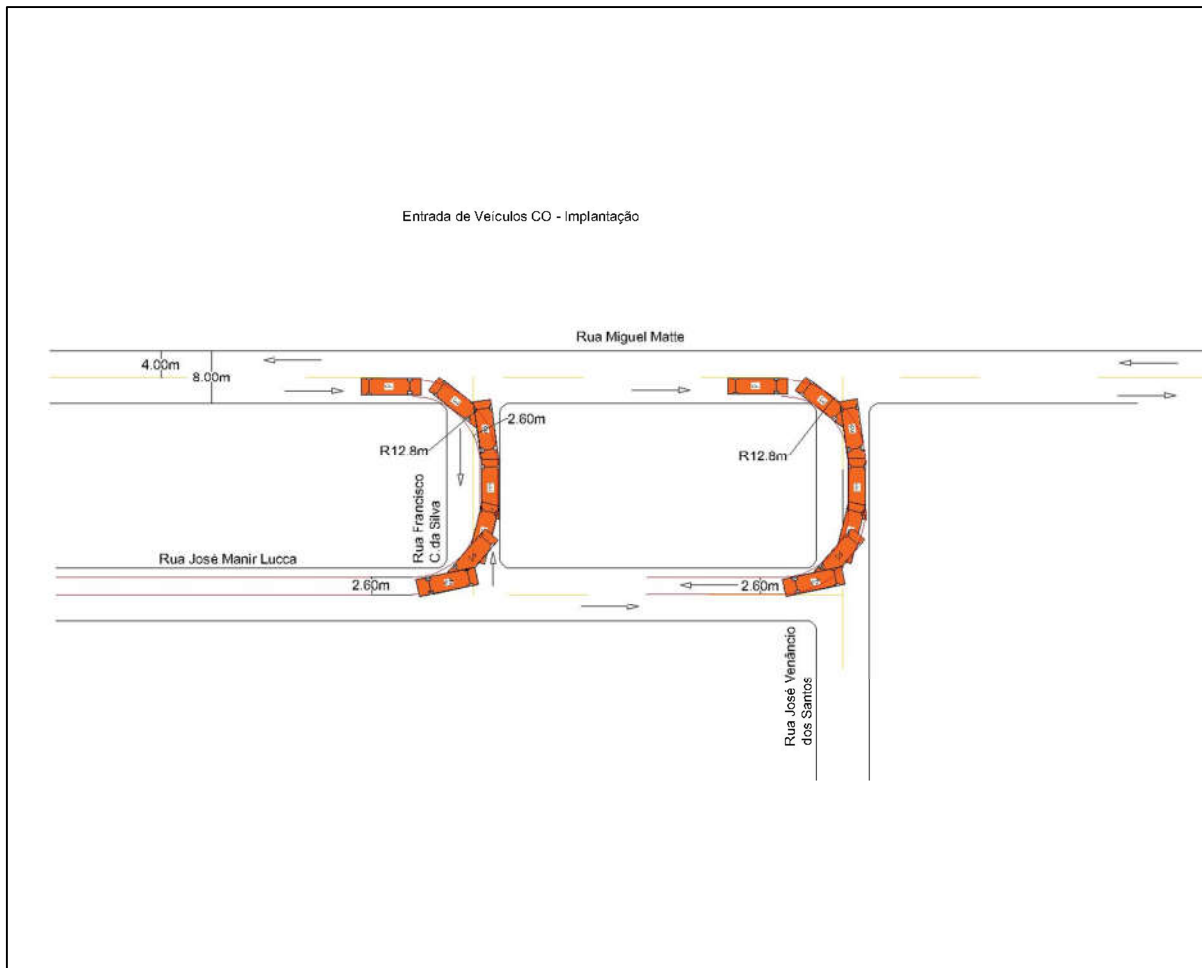 Entrada de Veículos CO - Implantação
Rua Miguel Matte
4.00m
8.00m
2.60m
R12.8m
R12.8m
Rua Francisco
C.da Silva
Rua José Manir Lucca
2.60m
2.60m
Rua José Venâncio
dos Santos